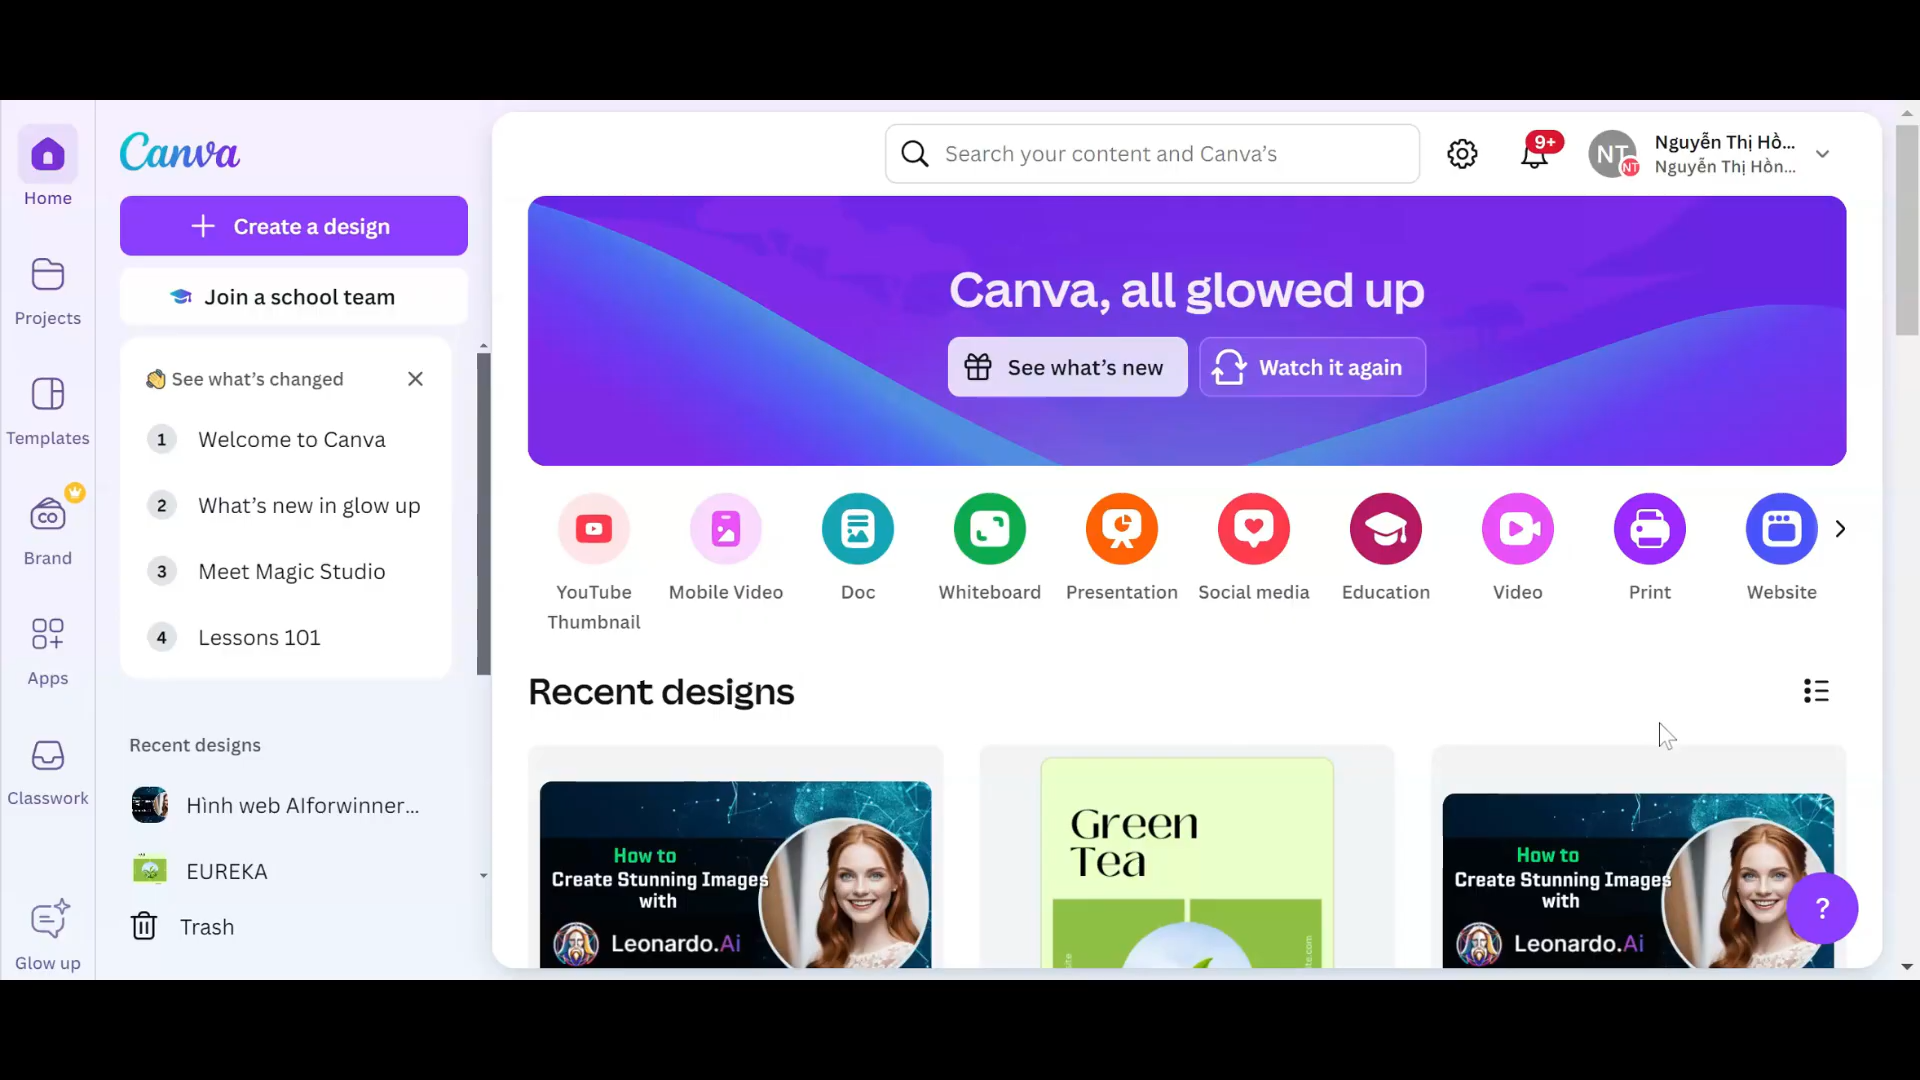 Home
Projects
Templates
CO
Brand
Apps
Classwork
Glow up
Canva
Create a design
Join a school team
See what's changed
1 Welcome to Canva
2 What's new in glow up
3 Meet Magic Studio
4 Lessons 101
Recent designs
Hình web AIforwinner...
EUREKA
Trash
Search your content and Canva's
9+
NT
NT
Nguyễn Thị Hồ...
Nguyễn Thị Hồn...
Canva, all glowed up
See what's new
Watch it again
YouTube
Thumbnail
Mobile Video
Doc
Whiteboard
Presentation
Social media
Education
Video
Print
Website
Recent designs
How to
Create Stunning Images
with
Leonardo.Ai
Green
Tea
How to
Create Stunning Images
with
Leonardo.Ai
?